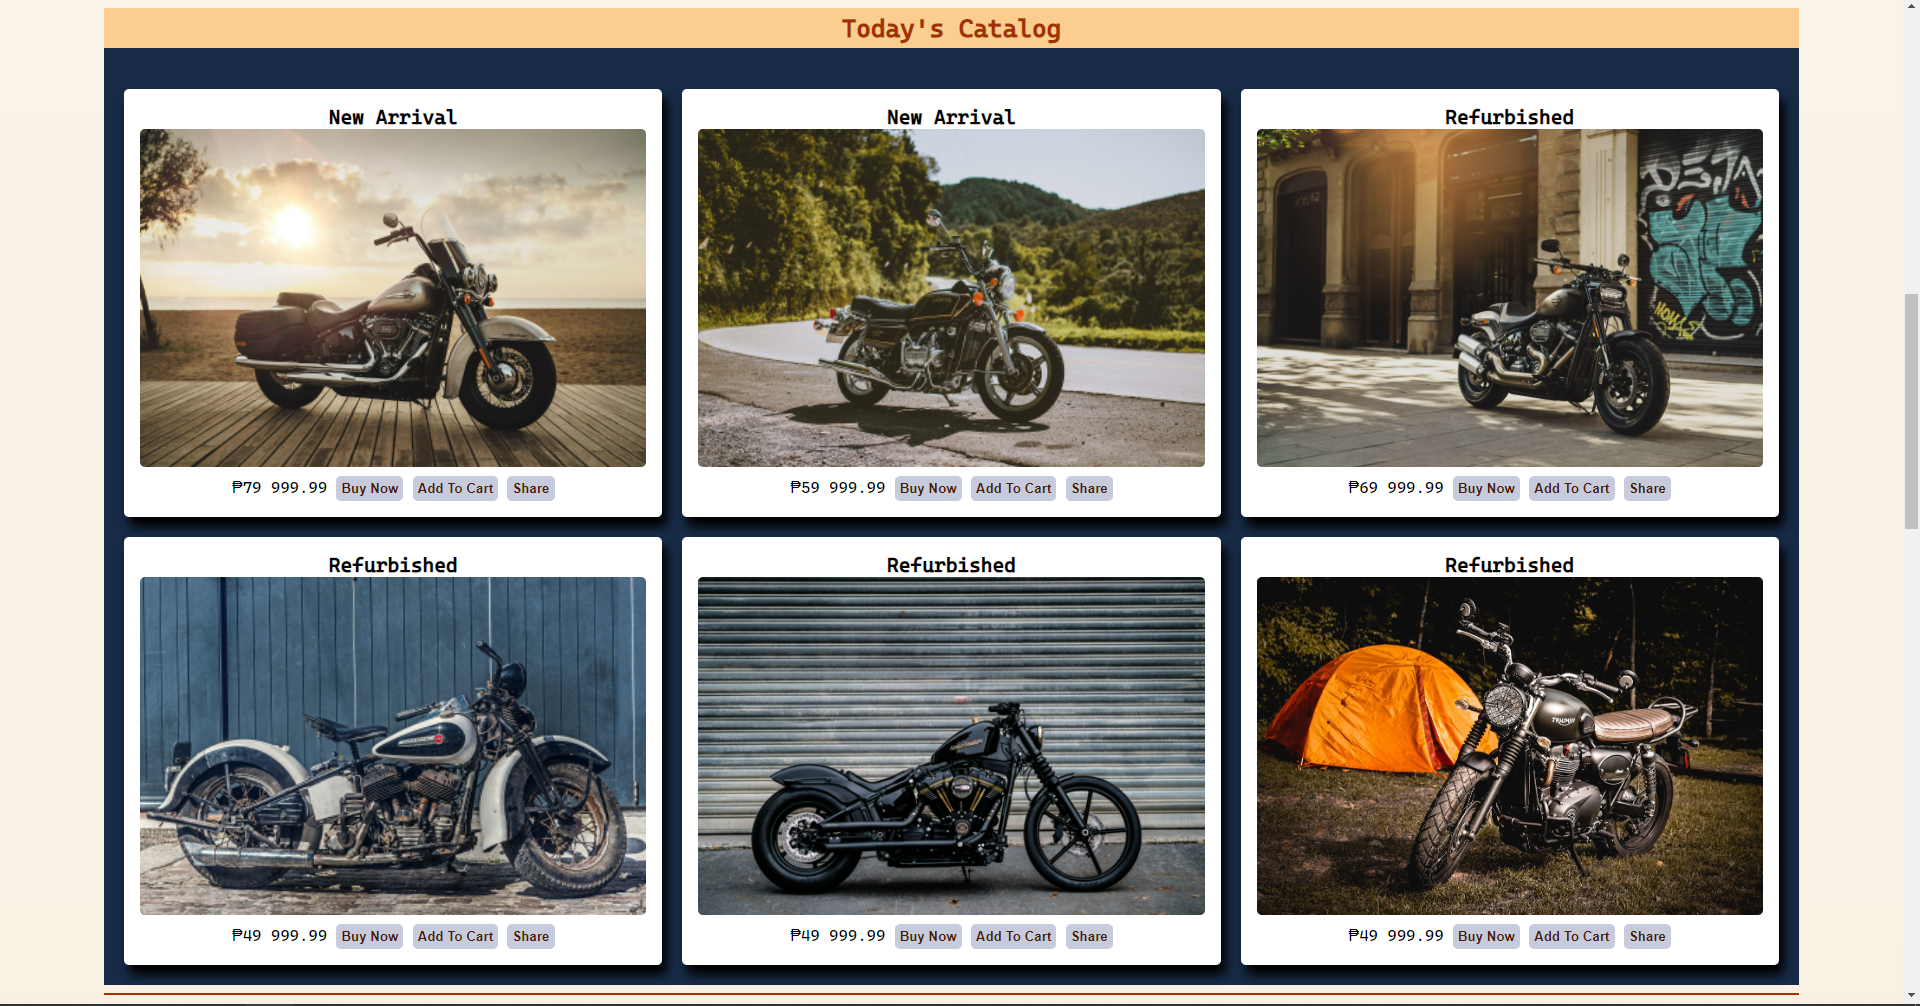 Today's Catalog
New Arrival
₱79 999.99 Buy Now Add To Cart Share
New Arrival
₱59 999.99 Buy Now Add To Cart Share
Refurbished
₱69 999.99 Buy Now Add To Cart Share
Refurbished
₱49 999.99 Buy Now Add To Cart Share
Refurbished
₱49 999.99 Buy Now Add To Cart Share
Refurbished
TRIUMPH
₱49 999.99 Buy Now Add To Cart Share